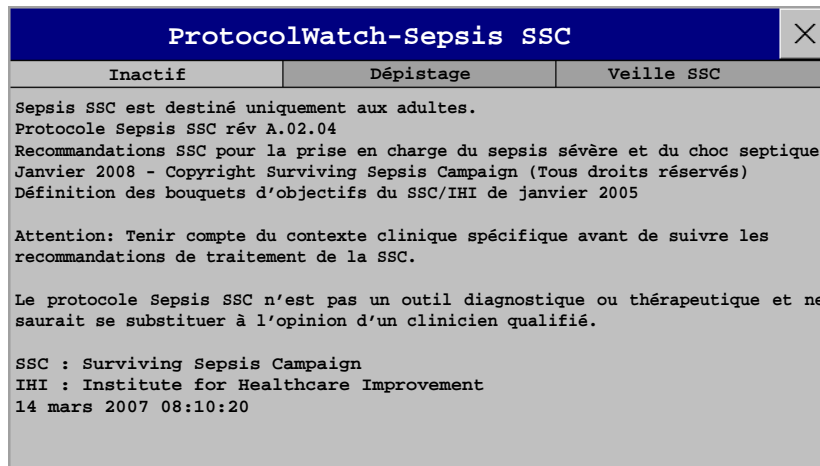 ProtocolWatch-Sepsis SSC
Inactif Dépistage Veille SSC
Sepsis SSC est destiné uniquement aux adultes.
Protocole Sepsis SSC rév A.02.04
Recommandations SSC pour la prise en charge du sepsis sévère et du choc septique
Janvier 2008 - Copyright Surviving Sepsis Campaign (Tous droits réservés)
Définition des bouquets d’objectifs du SSC/IHI de janvier 2005
Attention: Tenir compte du contexte clinique spécifique avant de suivre les
recommandations de traitement de la SSC.
Le protocole Sepsis SSC n’est pas un outil diagnostique ou thérapeutique et ne
saurait se substituer à l’opinion d’un clinicien qualifié.
SSC : Surviving Sepsis Campaign
IHI : Institute for Healthcare Improvement
14 mars 2007 08:10:20